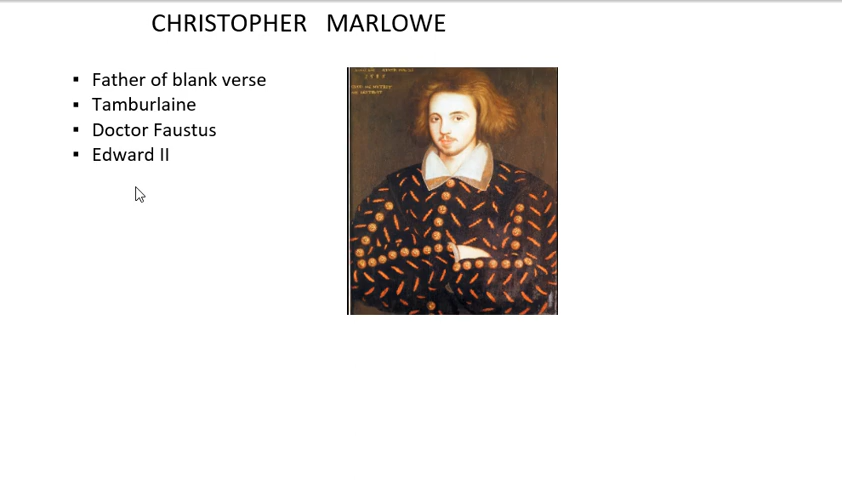 CHRISTOPHER MARLOWE
Father of blank verse
Tamburlaine
Doctor Faustus
Edward II